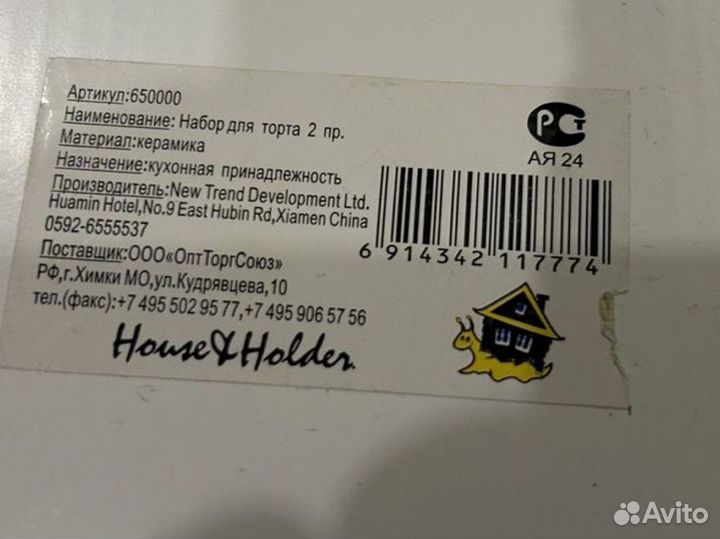 Артикул:650000
Наименование: Набор для торта 2 пр.
Материал:керамика
Назначение:кухонная принадлежность
Производитель:New Trend Development Ltd.
Huamin Hotel,No.9 East Hubin Rd,Xiamen China
0592-6555537
Поставщик:ООО«ОптТоргСоюз»
РФ,г.Химки МО,ул.Кудрявцева,10
тел.(факс):+7 495 502 95 77,+7 495 906 57 56
House&Holder
РСТ
АЯ 24
6 914342 117774
Avito